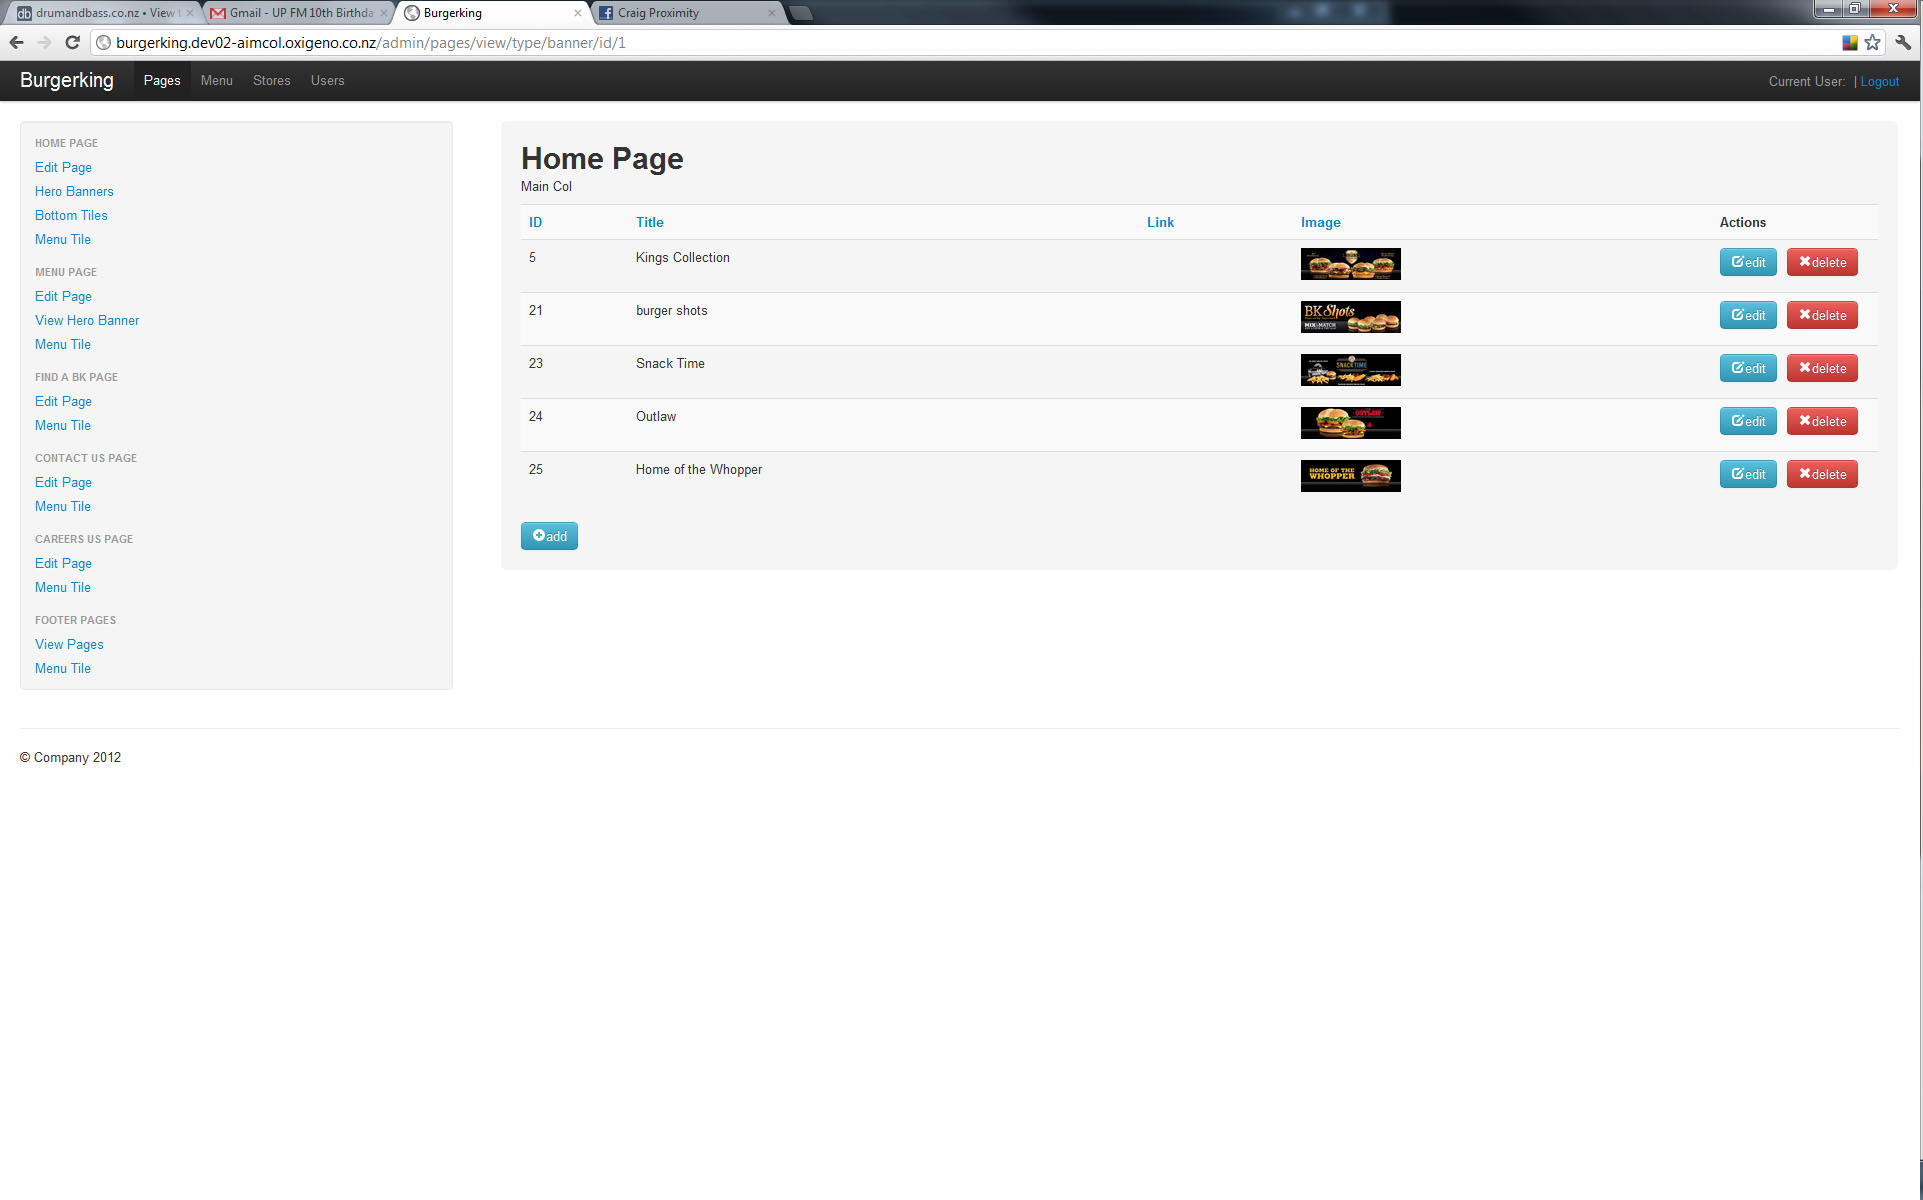 drumandbass.co.nz • View t
Gmail - UP FM 10th Birthda
Burgerking
Craig Proximity
burgerking.dev02-aimcol.oxigeno.co.nz/admin/pages/view/type/banner/id/1
Burgerking Pages Menu Stores Users Current User: | Logout
HOME PAGE
Edit Page
Hero Banners
Bottom Tiles
Menu Tile
MENU PAGE
Edit Page
View Hero Banner
Menu Tile
FIND A BK PAGE
Edit Page
Menu Tile
CONTACT US PAGE
Edit Page
Menu Tile
CAREERS US PAGE
Edit Page
Menu Tile
FOOTER PAGES
View Pages
Menu Tile
Home Page
Main Col
ID Title Link Image Actions
5 Kings Collection edit delete
21 burger shots BK Shots MIX&MATCH edit delete
23 Snack Time SNACK TIME edit delete
24 Outlaw OUTLAW edit delete
25 Home of the Whopper HOME OF THE WHOPPER edit delete
add
© Company 2012